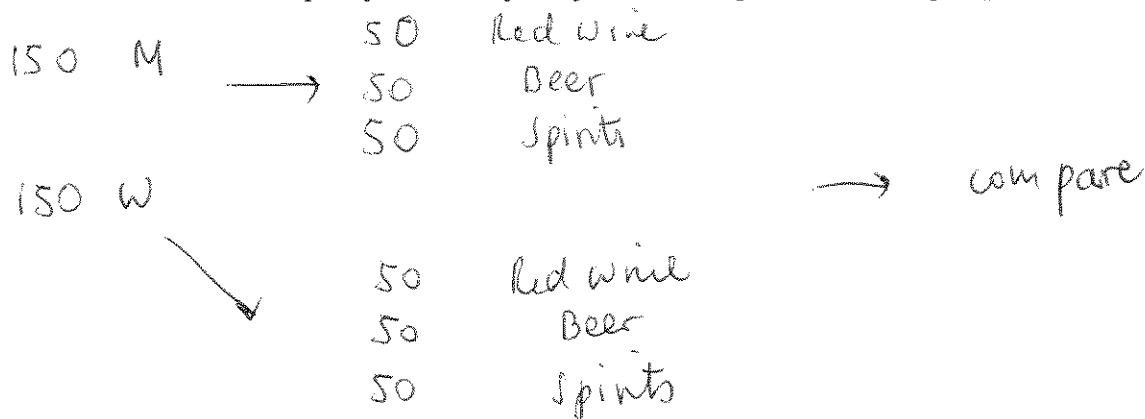 50 Red wine
150 M → 50 Beer
50 Spirits
150 W → compare
50 Red wine
50 Beer
50 Spirits